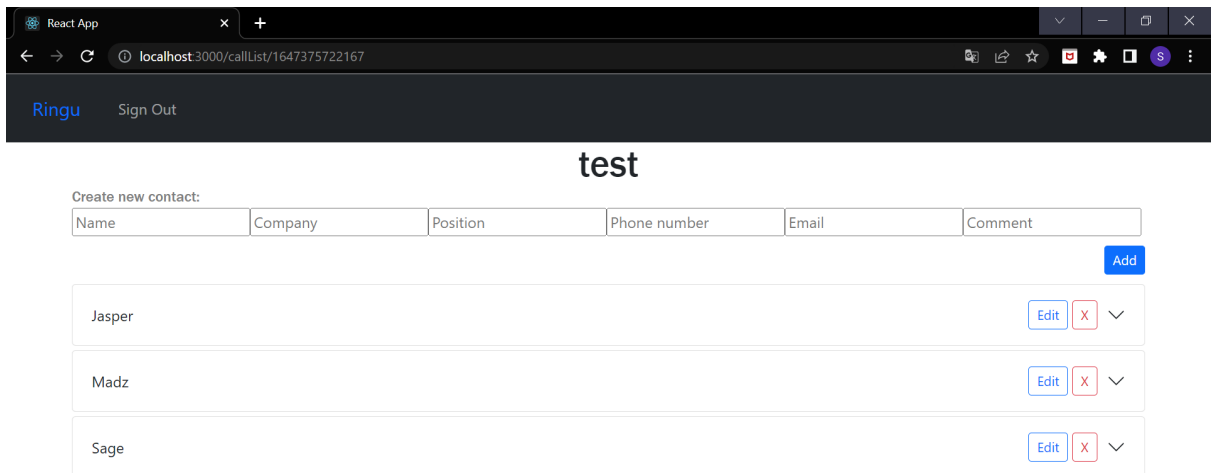 React App
localhost:3000/callList/1647375722167
S
Ringu Sign Out
test
Create new contact:
Name Company Position Phone number Email Comment
Add
Jasper Edit X
Madz Edit X
Sage Edit X